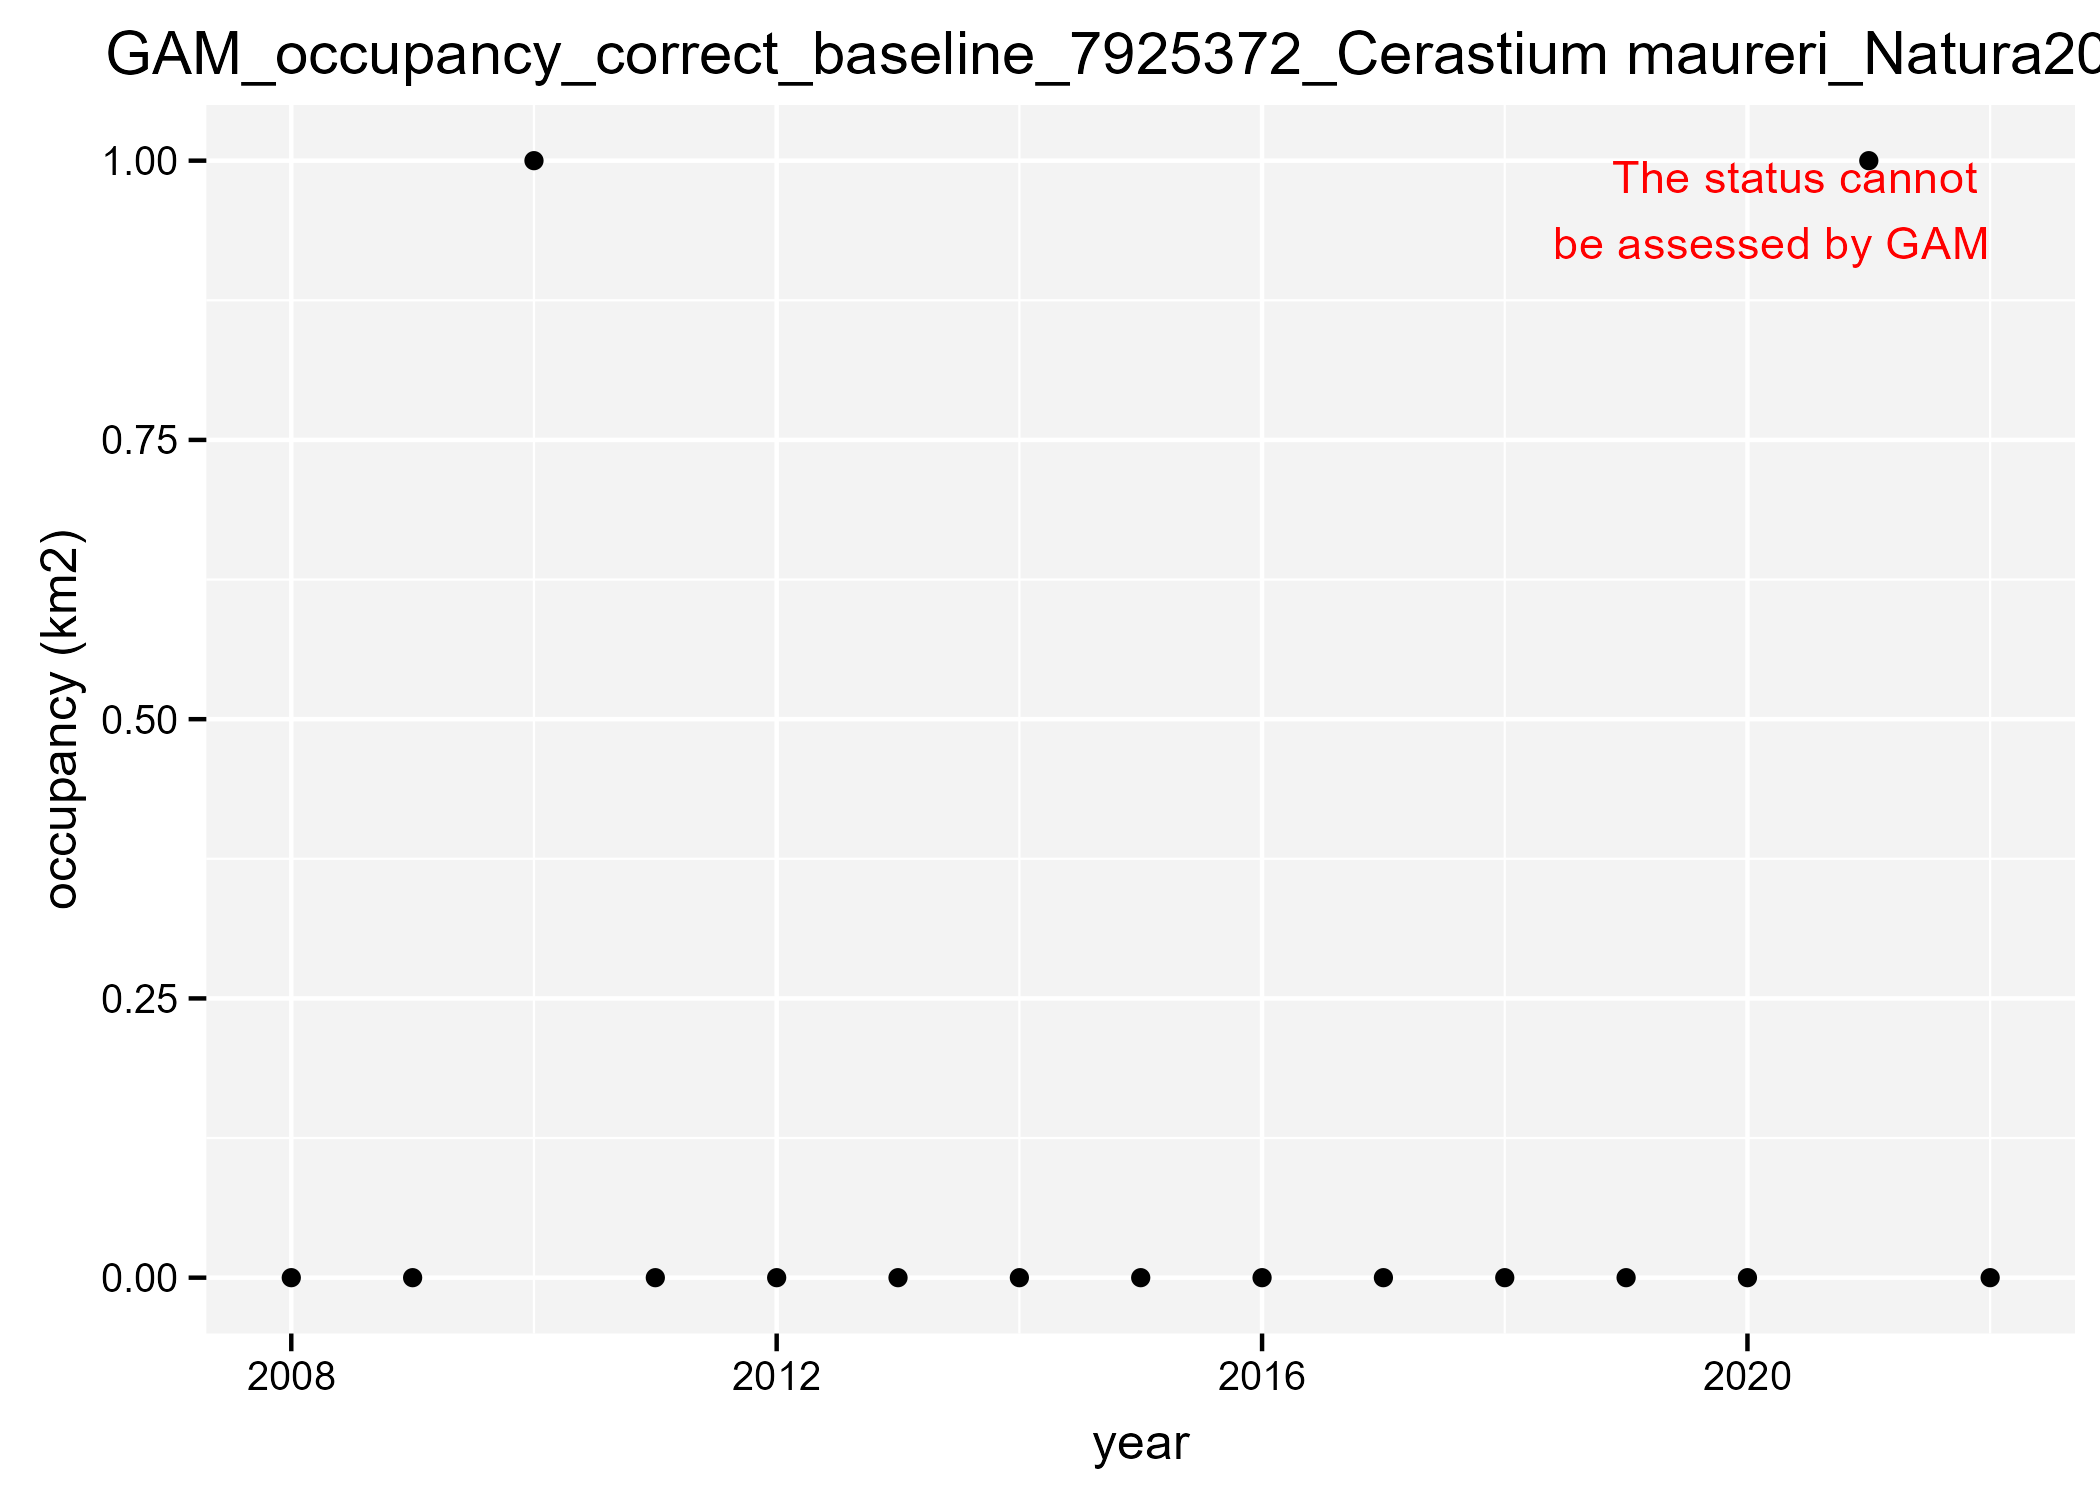 GAM_occupancy_correct_baseline_7925372_Cerastium maureri_Natura20
1.00
The status cannot
be assessed by GAM
0.75
occupancy (km2)
0.50
0.25
0.00
2008 2012 2016 2020
year